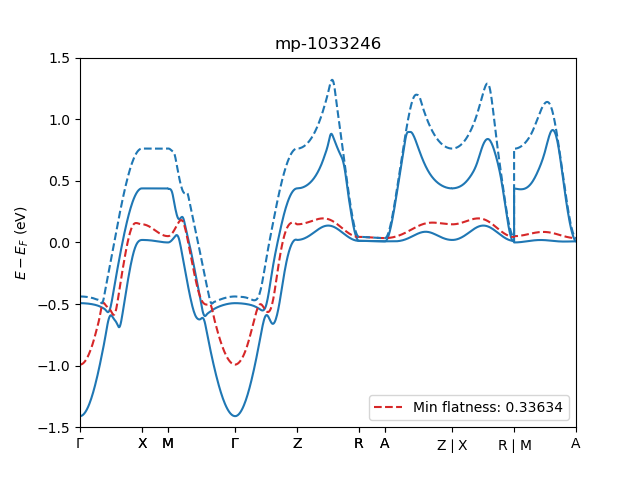 mp-1033246
E − E_F (eV)
1.5
1.0
0.5
0.0
−0.5
−1.0
−1.5
Min flatness: 0.33634
Γ X M Γ Z R A Z | X R | M A